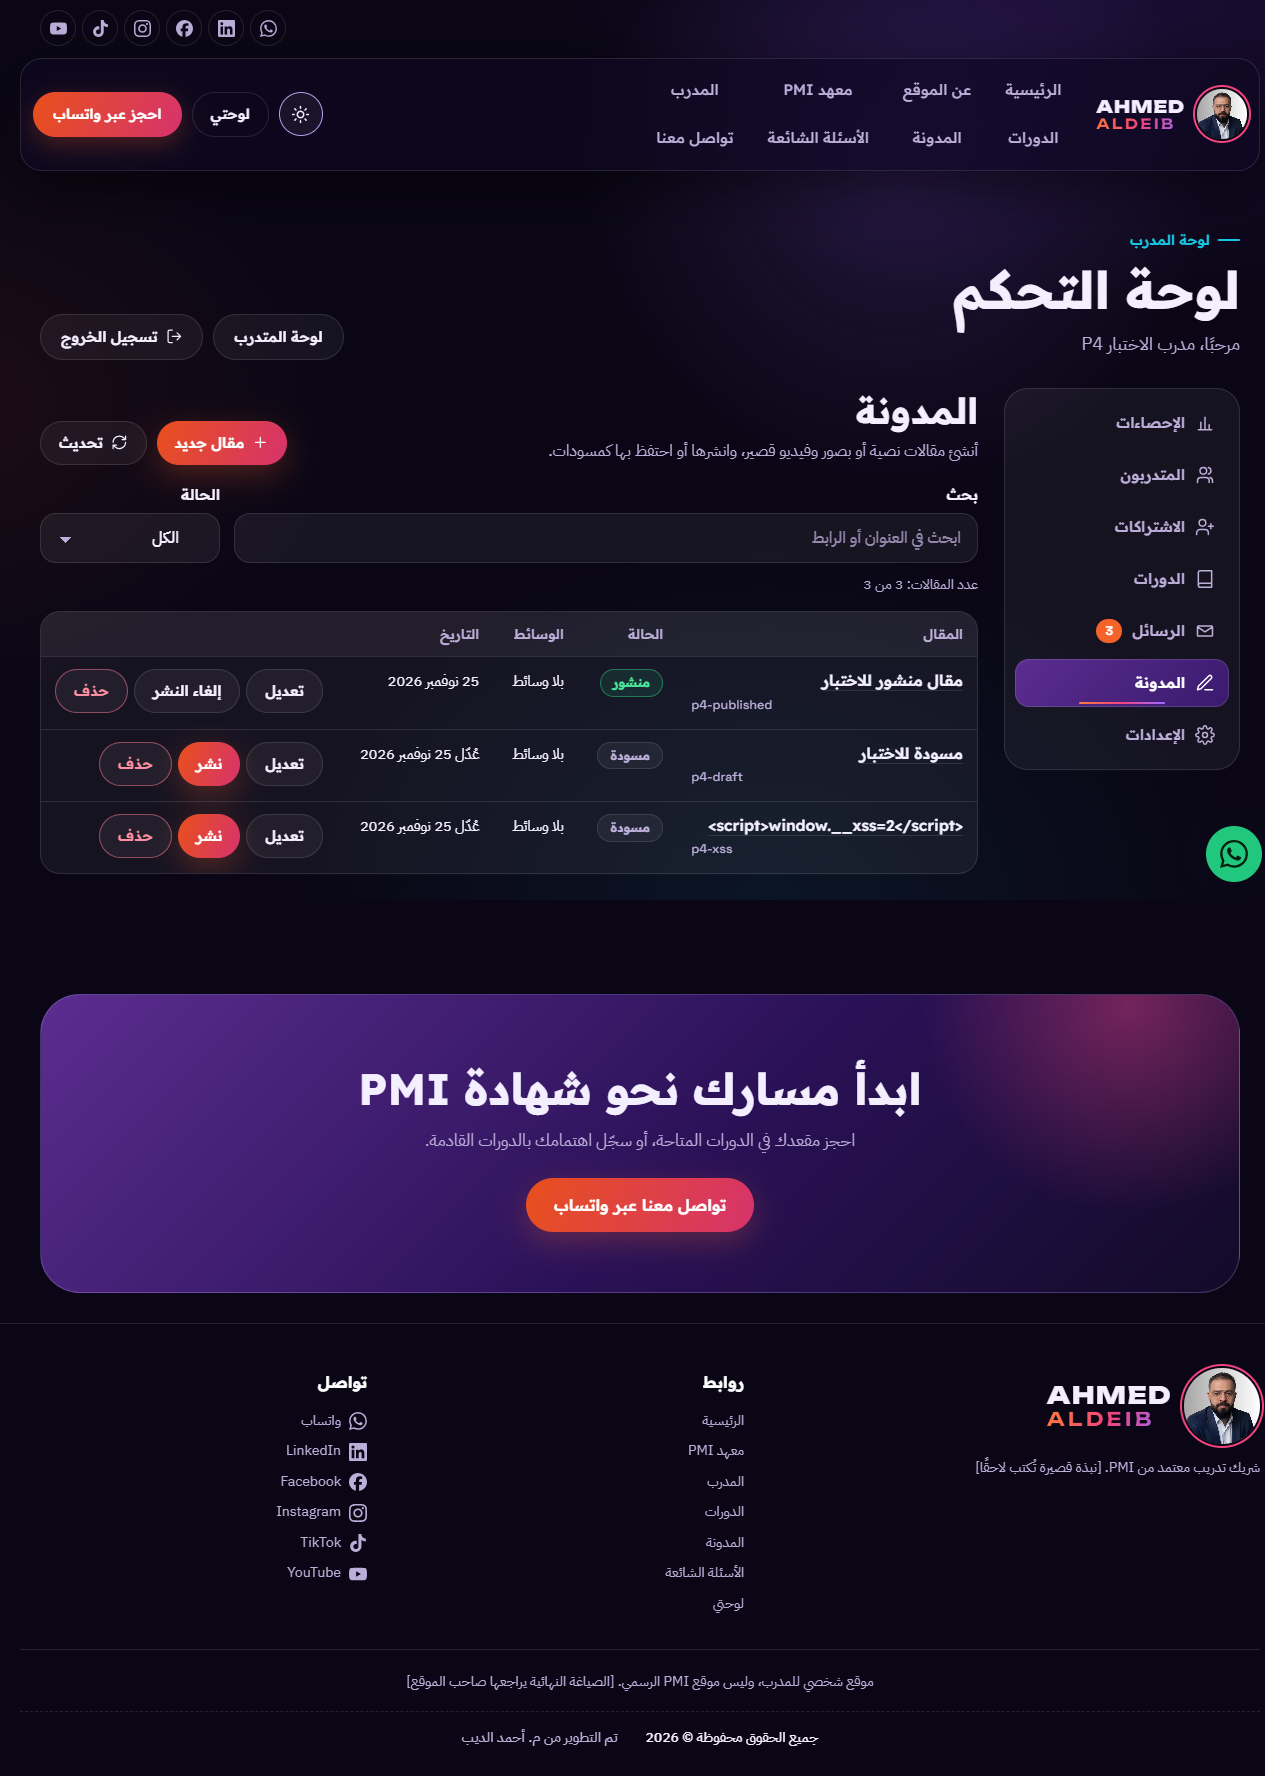 AHMED
ALDEIB
الرئيسية
عن الموقع
معهد PMI
المدرب
الدورات
المدونة
الأسئلة الشائعة
تواصل معنا
لوحتي
احجز عبر واتساب
لوحة المدرب
لوحة التحكم
مرحبًا، مدرب الاختبار P4
لوحة المتدرب
تسجيل الخروج
الإحصاءات
المتدربون
الاشتراكات
الدورات
الرسائل 3
المدونة
الإعدادات
المدونة
أنشئ مقالات نصية أو بصور وفيديو قصير، وانشرها أو احتفظ بها كمسودات.
مقال جديد
تحديث
بحث
الحالة
ابحث في العنوان أو الرابط
الكل
عدد المقالات: 3 من 3
المقال الحالة الوسائط التاريخ
مقال منشور للاختبار
p4-published
منشور
بلا وسائط
25 نوفمبر 2026
تعديل
إلغاء النشر
حذف
مسودة للاختبار
p4-draft
مسودة
بلا وسائط
عُدّل 25 نوفمبر 2026
تعديل
نشر
حذف
<script>window.__xss=2</script>
p4-xss
مسودة
بلا وسائط
عُدّل 25 نوفمبر 2026
تعديل
نشر
حذف
ابدأ مسارك نحو شهادة PMI
احجز مقعدك في الدورات المتاحة، أو سجّل اهتمامك بالدورات القادمة.
تواصل معنا عبر واتساب
AHMED
ALDEIB
شريك تدريب معتمد من PMI. [نبذة قصيرة تُكتب لاحقًا]
روابط
الرئيسية
معهد PMI
المدرب
الدورات
المدونة
الأسئلة الشائعة
لوحتي
تواصل
واتساب
LinkedIn
Facebook
Instagram
TikTok
YouTube
موقع شخصي للمدرب، وليس موقع PMI الرسمي. [الصياغة النهائية يراجعها صاحب الموقع]
جميع الحقوق محفوظة © 2026
تم التطوير من م. أحمد الديب